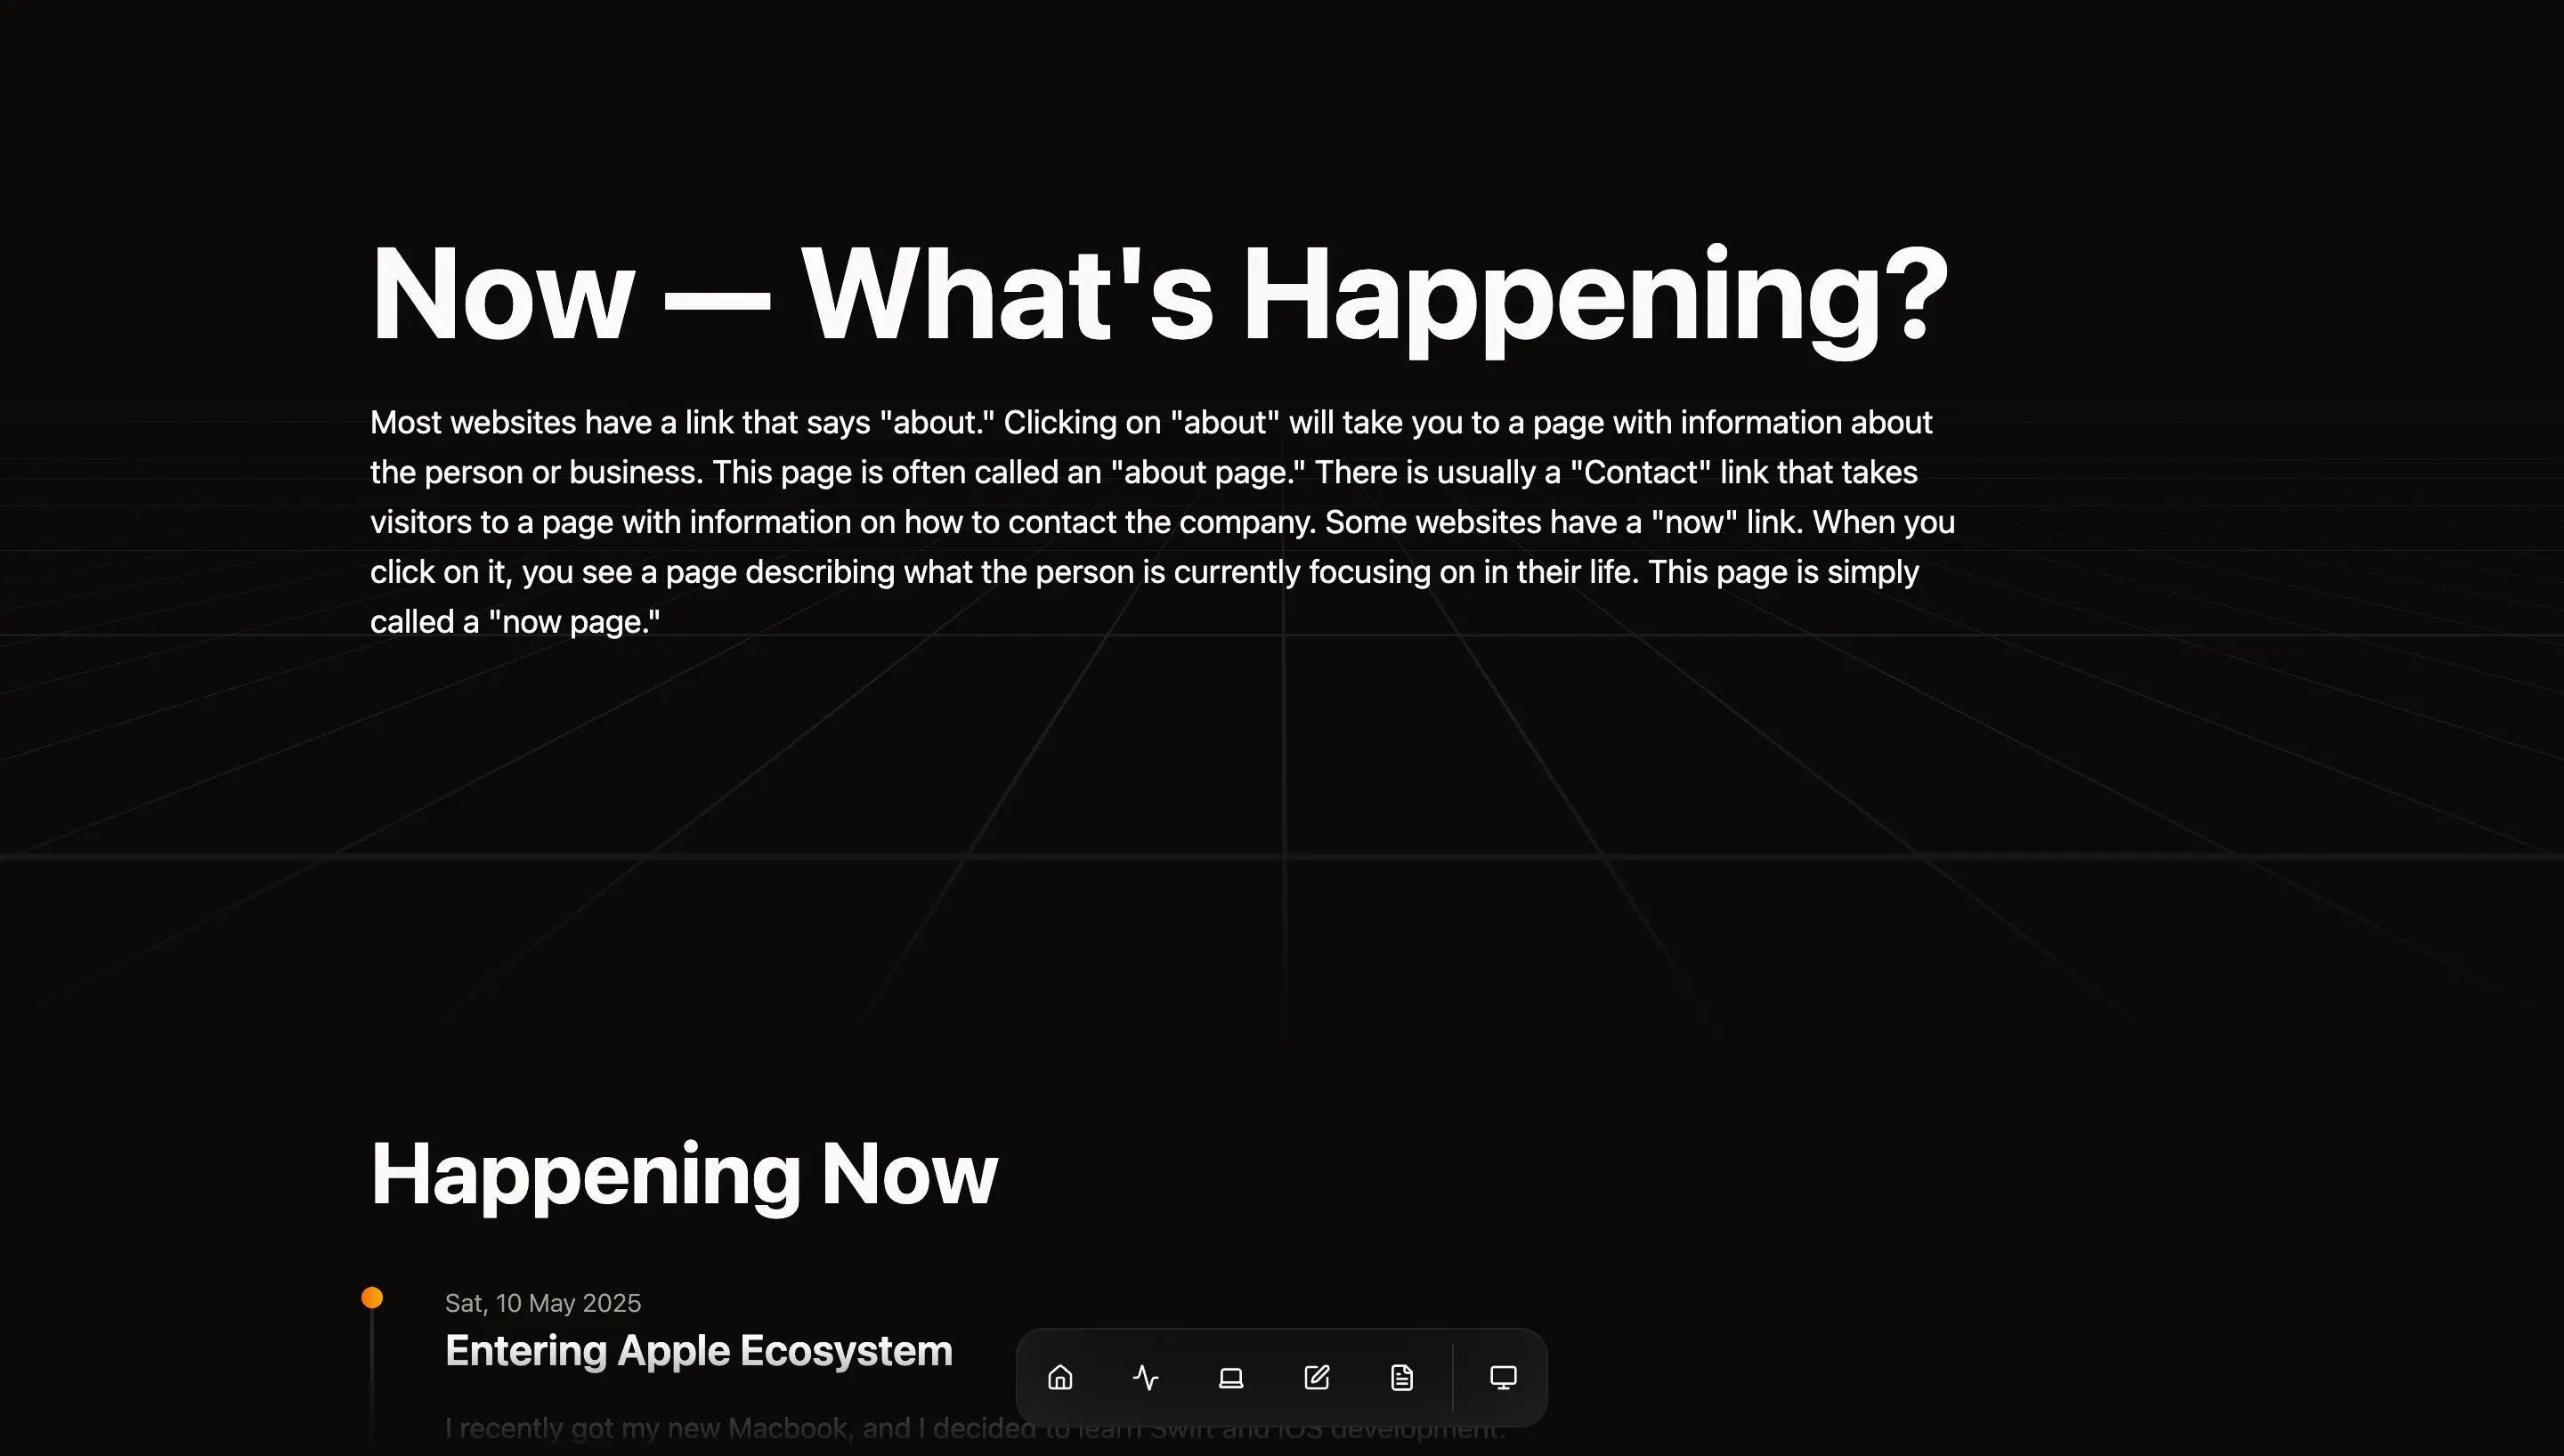 Now — What's Happening?
Most websites have a link that says "about." Clicking on "about" will take you to a page with information about
the person or business. This page is often called an "about page." There is usually a "Contact" link that takes
visitors to a page with information on how to contact the company. Some websites have a "now" link. When you
click on it, you see a page describing what the person is currently focusing on in their life. This page is simply
called a "now page."
Happening Now
Sat, 10 May 2025
Entering Apple Ecosystem
I recently got my new Macbook, and I decided to learn Swift and iOS development.